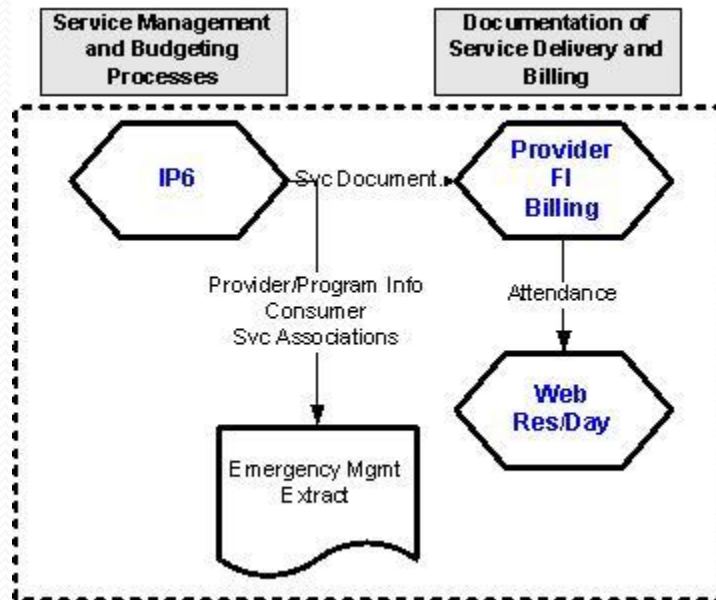 Service Management
and Budgeting
Processes
Documentation of
Service Delivery and
Billing
IP6
Svc Document.
Provider
FI
Billing
Provider/Program Info
Consumer
Svc Associations
Attendance
Web
Res/Day
Emergency Mgmt
Extract